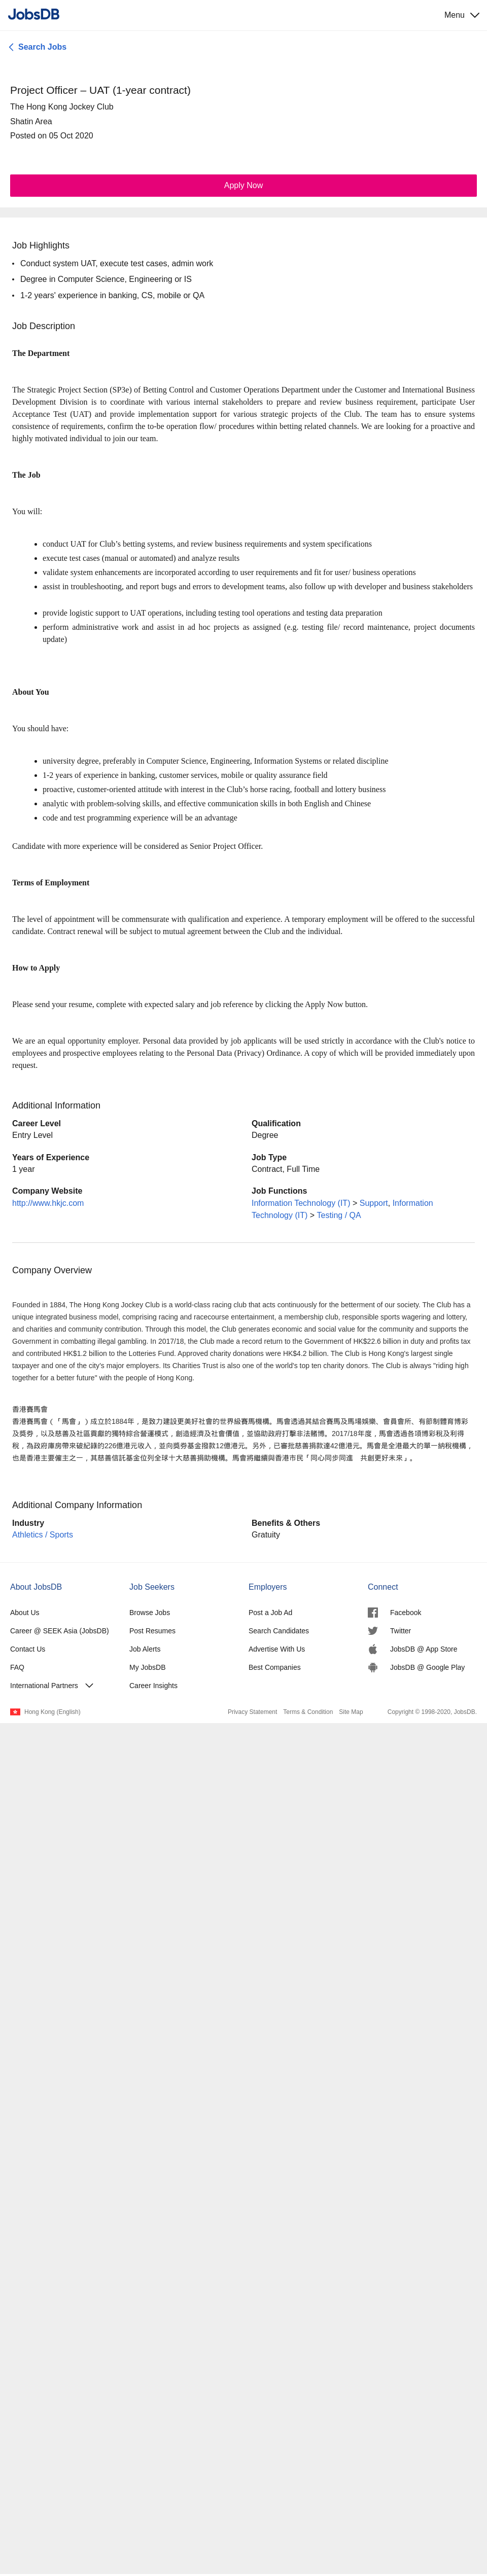 JobsDB
Menu
Search Jobs
Project Officer – UAT (1-year contract)
The Hong Kong Jockey Club
Shatin Area
Posted on 05 Oct 2020
Apply Now
Job Highlights
• Conduct system UAT, execute test cases, admin work
• Degree in Computer Science, Engineering or IS
• 1-2 years' experience in banking, CS, mobile or QA
Job Description
The Department
The Strategic Project Section (SP3e) of Betting Control and Customer Operations Department under the Customer and International Business
Development Division is to coordinate with various internal stakeholders to prepare and review business requirement, participate User
Acceptance Test (UAT) and provide implementation support for various strategic projects of the Club. The team has to ensure systems
consistence of requirements, confirm the to-be operation flow/ procedures within betting related channels. We are looking for a proactive and
highly motivated individual to join our team.
The Job
You will:
• conduct UAT for Club’s betting systems, and review business requirements and system specifications
• execute test cases (manual or automated) and analyze results
• validate system enhancements are incorporated according to user requirements and fit for user/ business operations
• assist in troubleshooting, and report bugs and errors to development teams, also follow up with developer and business stakeholders
• provide logistic support to UAT operations, including testing tool operations and testing data preparation
• perform administrative work and assist in ad hoc projects as assigned (e.g. testing file/ record maintenance, project documents
update)
About You
You should have:
• university degree, preferably in Computer Science, Engineering, Information Systems or related discipline
• 1-2 years of experience in banking, customer services, mobile or quality assurance field
• proactive, customer-oriented attitude with interest in the Club’s horse racing, football and lottery business
• analytic with problem-solving skills, and effective communication skills in both English and Chinese
• code and test programming experience will be an advantage
Candidate with more experience will be considered as Senior Project Officer.
Terms of Employment
The level of appointment will be commensurate with qualification and experience. A temporary employment will be offered to the successful
candidate. Contract renewal will be subject to mutual agreement between the Club and the individual.
How to Apply
Please send your resume, complete with expected salary and job reference by clicking the Apply Now button.
We are an equal opportunity employer. Personal data provided by job applicants will be used strictly in accordance with the Club's notice to
employees and prospective employees relating to the Personal Data (Privacy) Ordinance. A copy of which will be provided immediately upon
request.
Additional Information
Career Level
Entry Level
Qualification
Degree
Years of Experience
1 year
Job Type
Contract, Full Time
Company Website
http://www.hkjc.com
Job Functions
Information Technology (IT) > Support, Information
Technology (IT) > Testing / QA
Company Overview
Founded in 1884, The Hong Kong Jockey Club is a world-class racing club that acts continuously for the betterment of our society. The Club has a
unique integrated business model, comprising racing and racecourse entertainment, a membership club, responsible sports wagering and lottery,
and charities and community contribution. Through this model, the Club generates economic and social value for the community and supports the
Government in combatting illegal gambling. In 2017/18, the Club made a record return to the Government of HK$22.6 billion in duty and profits tax
and contributed HK$1.2 billion to the Lotteries Fund. Approved charity donations were HK$4.2 billion. The Club is Hong Kong's largest single
taxpayer and one of the city's major employers. Its Charities Trust is also one of the world's top ten charity donors. The Club is always "riding high
together for a better future" with the people of Hong Kong.
香港賽馬會
香港賽馬會 (「 馬會 」) 成立於1884年，是致力建設更美好社會的世界級賽馬機構。馬會透過其結合賽馬及馬場娛樂、會員會所、有節制體育博彩
及獎券，以及慈善及社區貢獻的獨特綜合營運模式，創造經濟及社會價值，並協助政府打擊非法賭博。2017/18年度，馬會透過各項博彩稅及利得
稅，為政府庫房帶來破紀錄的226億港元收入，並向獎券基金撥款12億港元。另外，已審批慈善捐款達42億港元。馬會是全港最大的單一納稅機構，
也是香港主要僱主之一，其慈善信託基金位列全球十大慈善捐助機構。馬會將繼續與香港市民「同心同步同進　共創更好未來」。
Additional Company Information
Industry
Athletics / Sports
Benefits & Others
Gratuity
About JobsDB
Job Seekers
Employers
Connect
About Us
Browse Jobs
Post a Job Ad
Facebook
Career @ SEEK Asia (JobsDB)
Post Resumes
Search Candidates
Twitter
Contact Us
Job Alerts
Advertise With Us
JobsDB @ App Store
FAQ
My JobsDB
Best Companies
JobsDB @ Google Play
International Partners
Career Insights
Hong Kong (English)
Privacy Statement
Terms & Condition
Site Map
Copyright © 1998-2020, JobsDB.